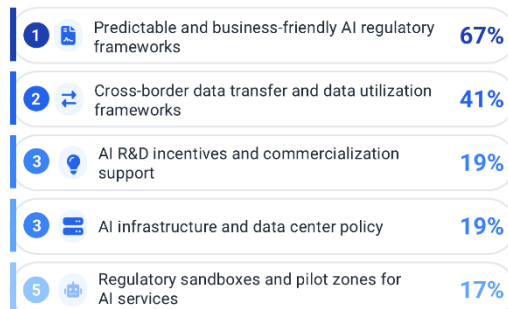 1
Predictable and business-friendly AI regulatory
frameworks
67%
2
Cross-border data transfer and data utilization
frameworks
41%
3
AI R&D incentives and commercialization
support
19%
3
AI infrastructure and data center policy
19%
5
Regulatory sandboxes and pilot zones for
AI services
17%